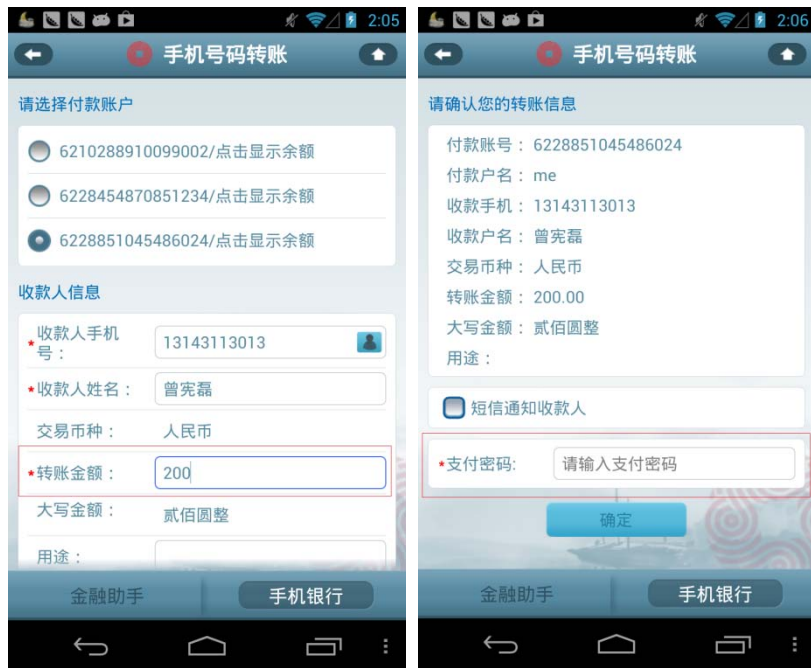 2:05
手机号码转账
请选择付款账户
6210288910099002/点击显示余额
6228454870851234/点击显示余额
6228851045486024/点击显示余额
收款人信息
*收款人手机号： 13143113013
*收款人姓名： 曾宪磊
交易币种： 人民币
*转账金额： 200
大写金额： 贰佰圆整
用途：
金融助手 手机银行
2:06
手机号码转账
请确认您的转账信息
付款账号： 6228851045486024
付款户名： me
收款手机： 13143113013
收款户名： 曾宪磊
交易币种： 人民币
转账金额： 200.00
大写金额： 贰佰圆整
用途：
短信通知收款人
*支付密码: 请输入支付密码
确定
金融助手 手机银行